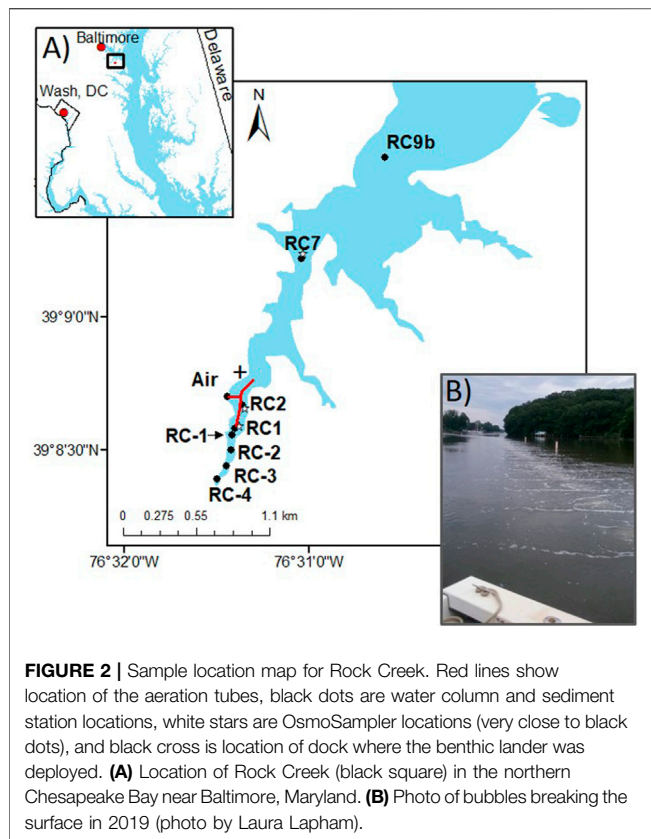 A)
Baltimore
Delaware
Wash, DC
N
RC9b
RC7
39°9'0"N
Air
RC2
RC1
RC-1
RC-2
39°8'30"N
RC-3
RC-4
0 0.275 0.55 1.1 km
76°32'0"W 76°31'0"W
B)
FIGURE 2 | Sample location map for Rock Creek. Red lines show
location of the aeration tubes, black dots are water column and sediment
station locations, white stars are OsmoSampler locations (very close to black
dots), and black cross is location of dock where the benthic lander was
deployed. (A) Location of Rock Creek (black square) in the northern
Chesapeake Bay near Baltimore, Maryland. (B) Photo of bubbles breaking the
surface in 2019 (photo by Laura Lapham).